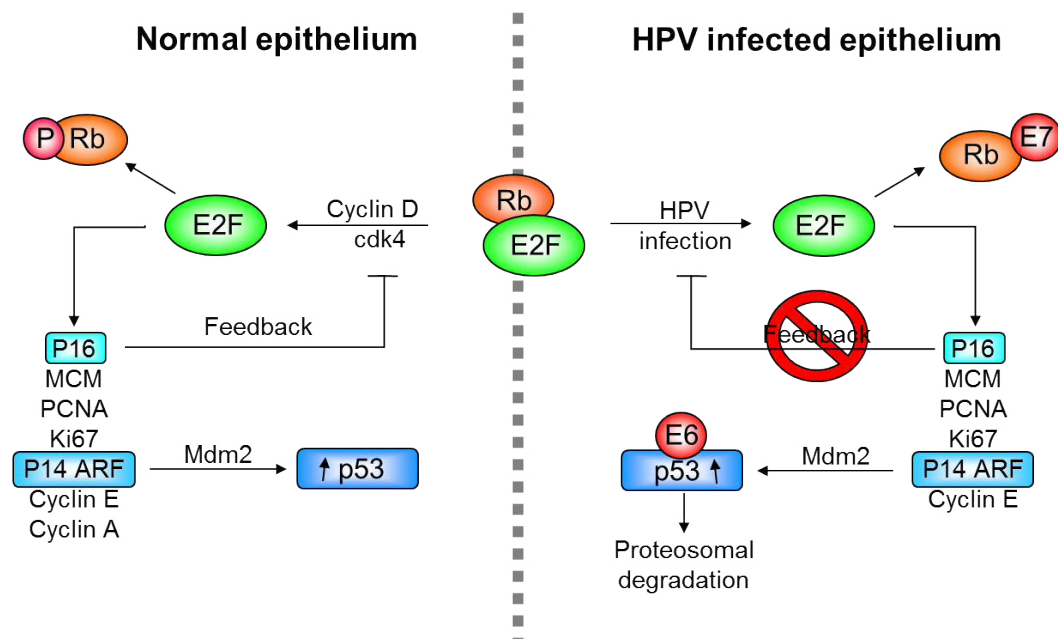 Normal epithelium
P Rb
E2F
Cyclin D
cdk4
Feedback
P16
MCM
PCNA
Ki67
P14 ARF
Cyclin E
Cyclin A
Mdm2
p53
Rb
E2F
HPV infected epithelium
HPV
infection
E2F
Rb E7
Feedback
P16
MCM
PCNA
Ki67
P14 ARF
Cyclin E
Mdm2
E6
p53
Proteosomal
degradation